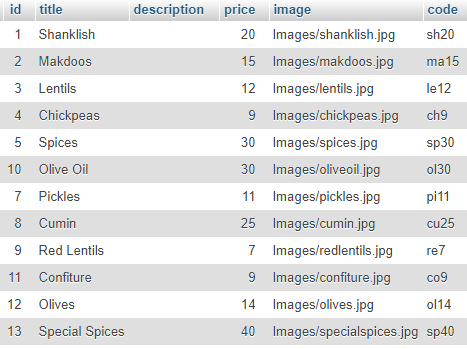 id title description price image code
1 Shanklish 20 Images/shanklish.jpg sh20
2 Makdoos 15 Images/makdoos.jpg ma15
3 Lentils 12 Images/lentils.jpg le12
4 Chickpeas 9 Images/chickpeas.jpg ch9
5 Spices 30 Images/spices.jpg sp30
10 Olive Oil 30 Images/oliveoil.jpg ol30
7 Pickles 11 Images/pickles.jpg pi11
8 Cumin 25 Images/cumin.jpg cu25
9 Red Lentils 7 Images/redlentils.jpg re7
11 Confiture 9 Images/confiture.jpg co9
12 Olives 14 Images/olives.jpg ol14
13 Special Spices 40 Images/specialspices.jpg sp40